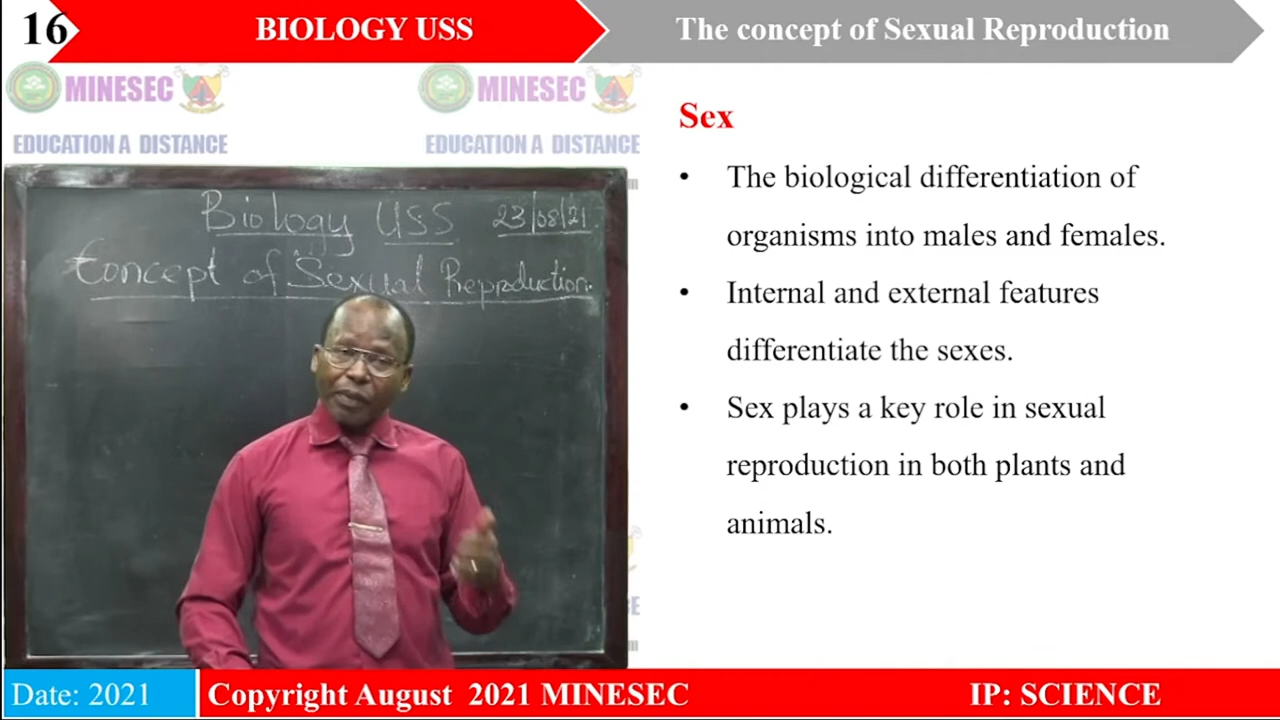 16
BIOLOGY USS
The concept of Sexual Reproduction
MINESEC
MINESEC
EDUCATION A DISTANCE
EDUCATION A DISTANCE
Biology USS 23/08/21
Concept of Sexual Reproduction.
Sex
• The biological differentiation of
organisms into males and females.
• Internal and external features
differentiate the sexes.
• Sex plays a key role in sexual
reproduction in both plants and
animals.
Date: 2021
Copyright August 2021 MINESEC
IP: SCIENCE